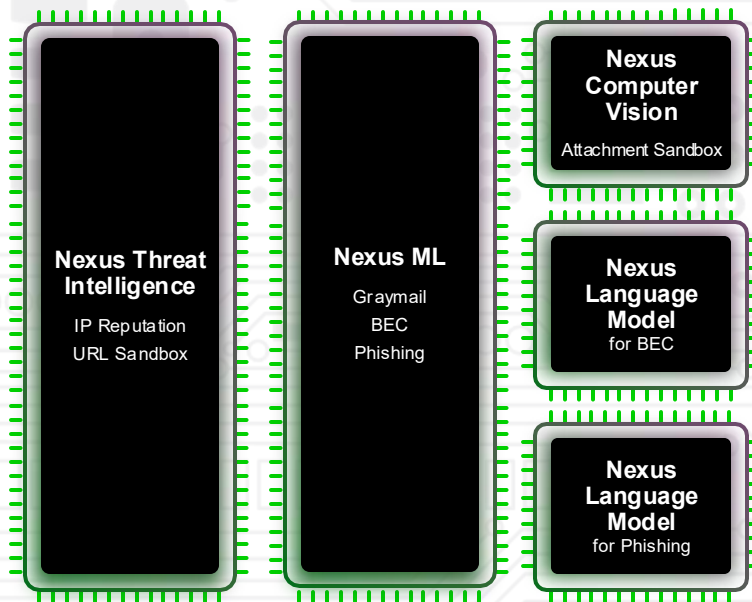 Nexus Threat
Intelligence
IP Reputation
URL Sandbox
Nexus ML
Graymail
BEC
Phishing
Nexus
Computer
Vision
Attachment Sandbox
Nexus
Language
Model
for BEC
Nexus
Language
Model
for Phishing